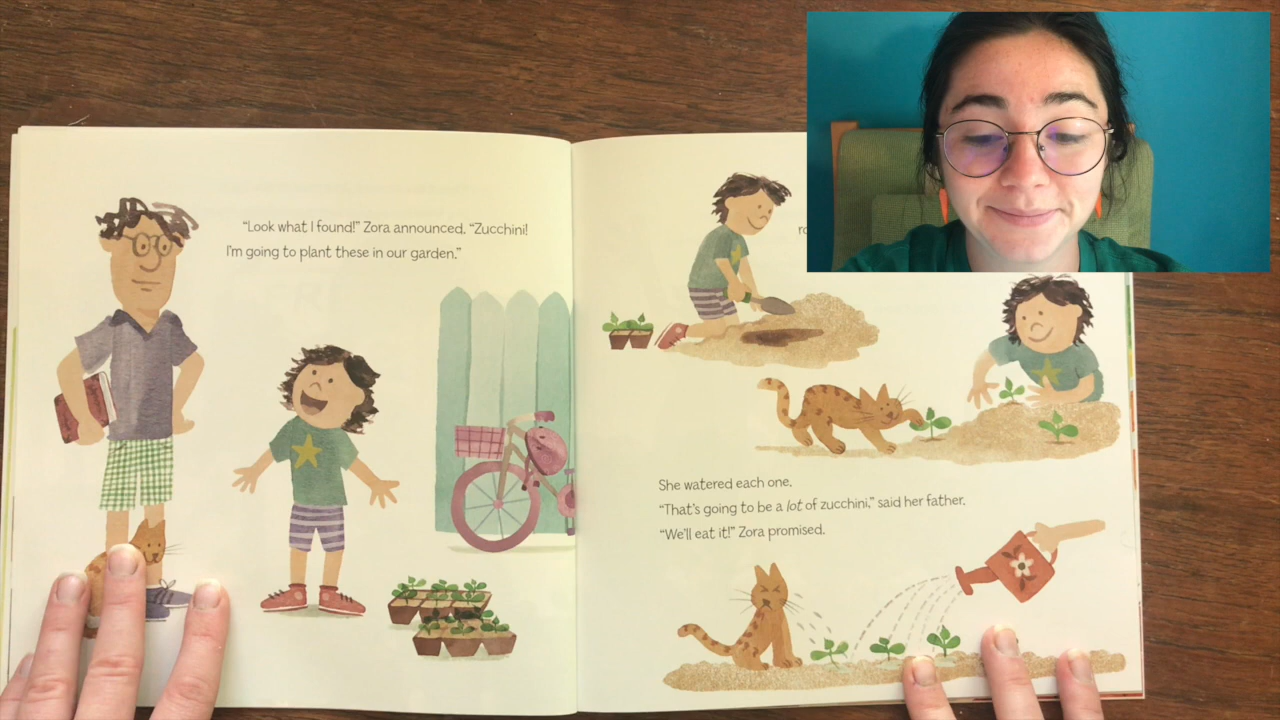 "Look what I found!" Zora announced. "Zucchini!
I'm going to plant these in our garden."
She watered each one.
"That's going to be a lot of zucchini," said her father.
"We'll eat it!" Zora promised.